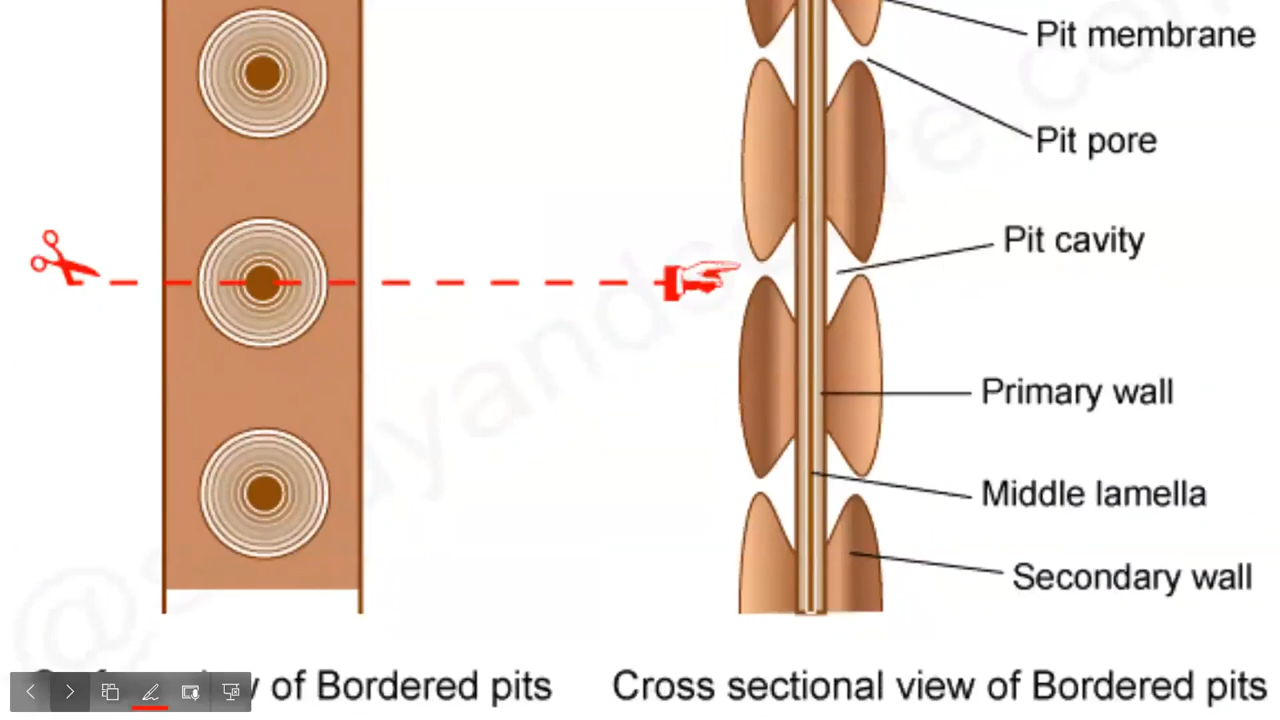 Pit membrane
Pit pore
Pit cavity
Primary wall
Middle lamella
Secondary wall
of Bordered pits
Cross sectional view of Bordered pits